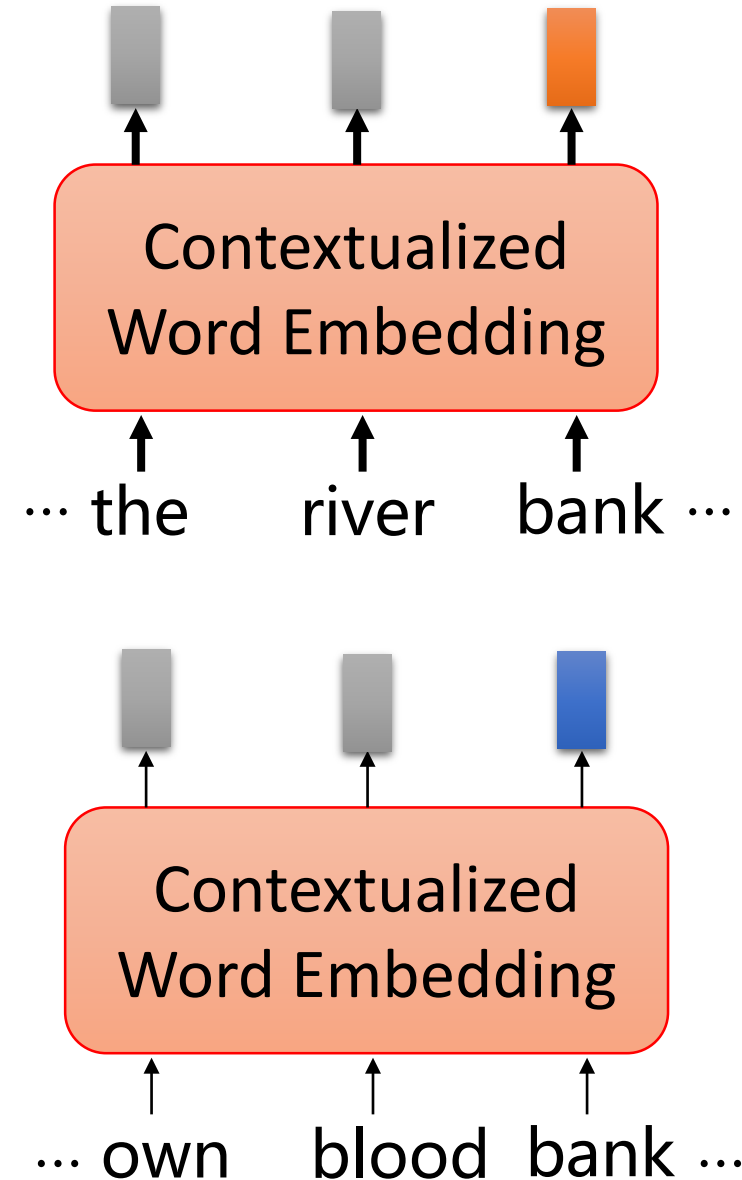 Contextualized
Word Embedding
… the river bank …
Contextualized
Word Embedding
… own blood bank …